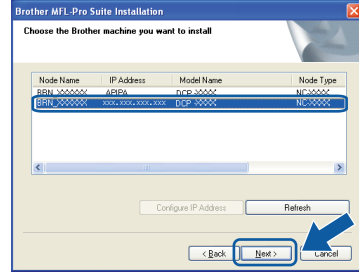 Brother MFL-Pro Suite Installation
Choose the Brother machine you want to install
Node Name IP Address Model Name Node Type
BRN_XXXXXX APIPA DCP-XXXX NC-XXXX
BRN_XXXXXX xxx.xxx.xxx.xxx DCP-XXXX NC-XXXX
Configure IP Address Refresh
< Back Next > Cancel